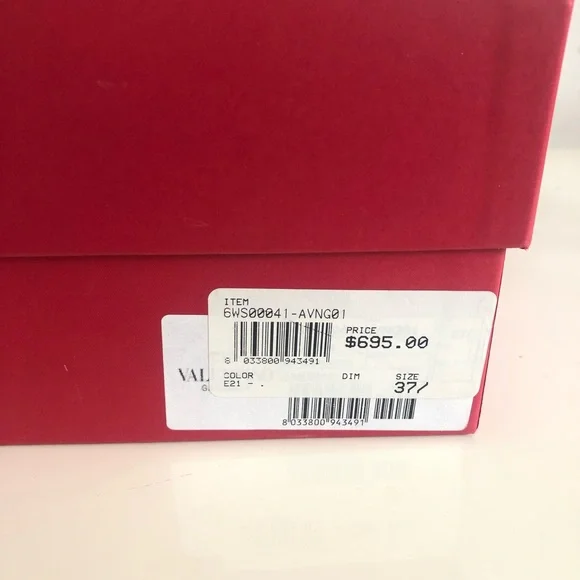 ITEM
6WS00041-AVNG01
PRICE
$695.00
8 033800 943491
COLOR DIM SIZE
E21 - . 37/
VAL
G
8 033800 943491